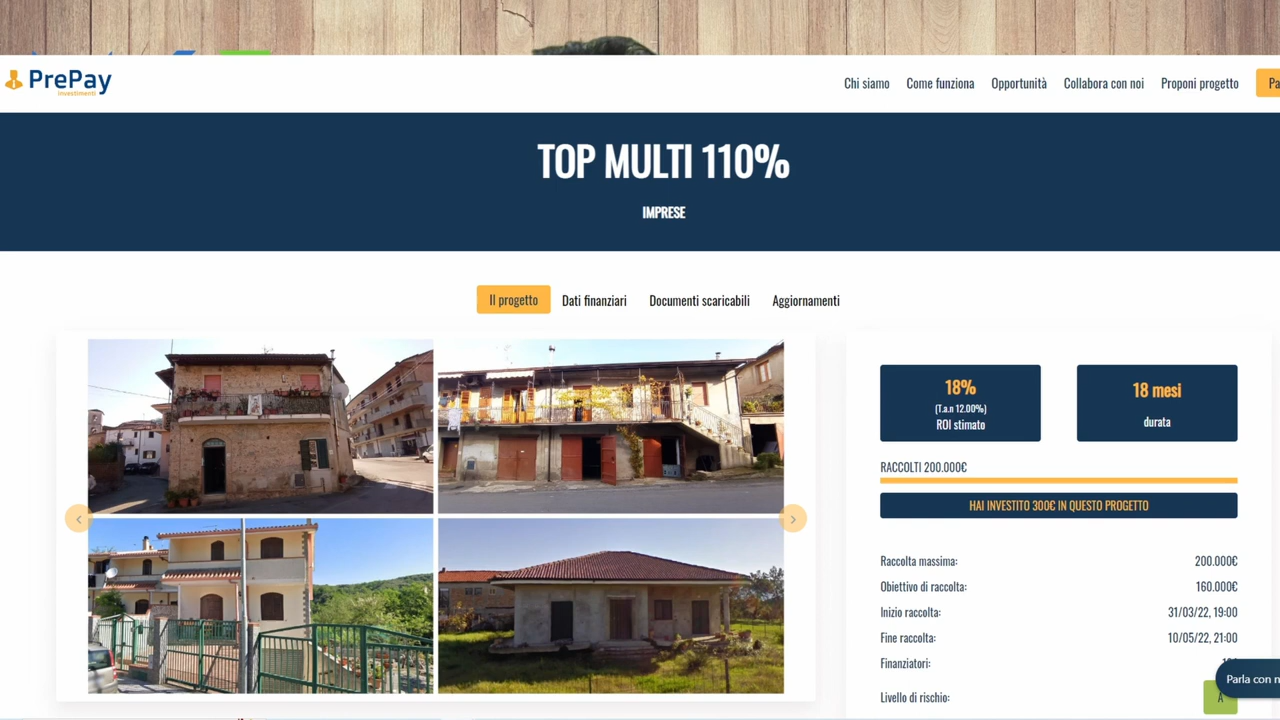 PrePay
investimenti
Chi siamo
Come funziona
Opportunità
Collabora con noi
Proponi progetto
TOP MULTI 110%
IMPRESE
Il progetto
Dati finanziari
Documenti scaricabili
Aggiornamenti
18%
(T.a.n 12.00%)
ROI stimato
18 mesi
durata
RACCOLTI 200.000€
HAI INVESTITO 300€ IN QUESTO PROGETTO
Raccolta massima: 200.000€
Obiettivo di raccolta: 160.000€
Inizio raccolta: 31/03/22, 19:00
Fine raccolta: 10/05/22, 21:00
Finanziatori:
Parla con n
Livello di rischio: A